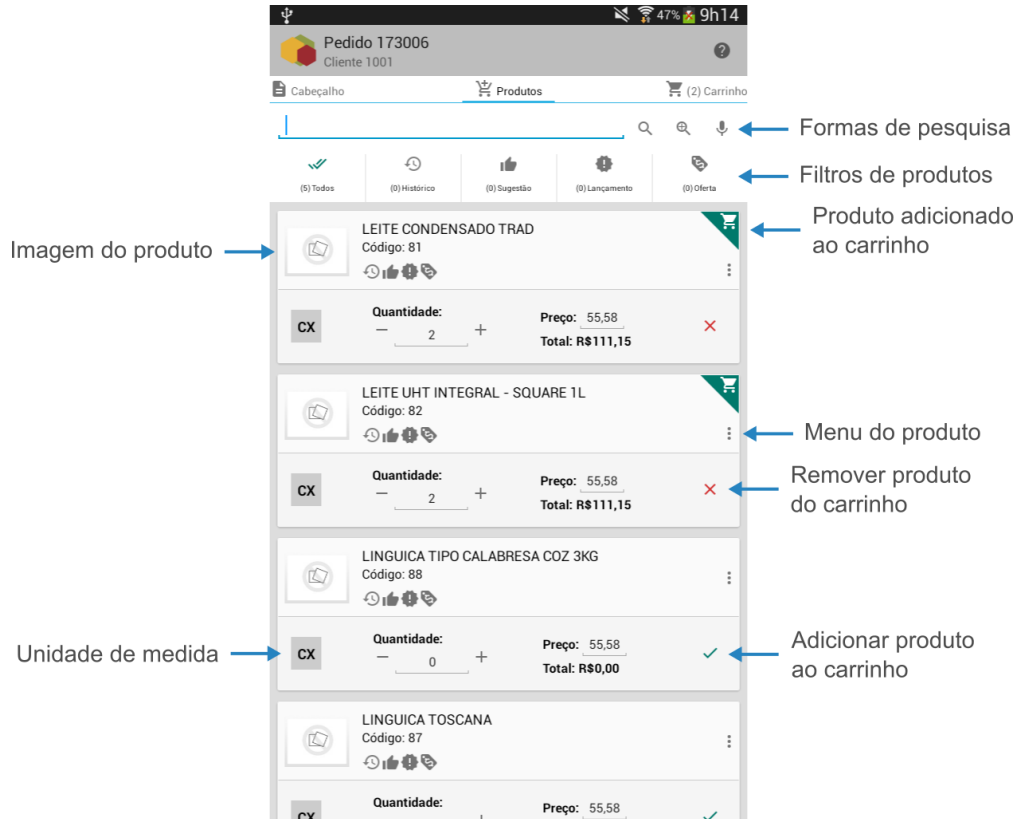 47% 9h14
Pedido 173006
Cliente 1001
Cabeçalho
Produtos
(2) Carrinho
Formas de pesquisa
(5) Todos
(0) Histórico
(0) Sugestão
(0) Lançamento
(0) Oferta
Filtros de produtos
Imagem do produto
LEITE CONDENSADO TRAD
Código: 81
Produto adicionado
ao carrinho
CX
Quantidade:
2
Preço: 55,58
Total: R$111,15
LEITE UHT INTEGRAL - SQUARE 1L
Código: 82
Menu do produto
CX
Quantidade:
2
Preço: 55,58
Total: R$111,15
Remover produto
do carrinho
LINGUICA TIPO CALABRESA COZ 3KG
Código: 88
Unidade de medida
CX
Quantidade:
0
Preço: 55,58
Total: R$0,00
Adicionar produto
ao carrinho
LINGUICA TOSCANA
Código: 87
CX
Quantidade:
Preço: 55,58